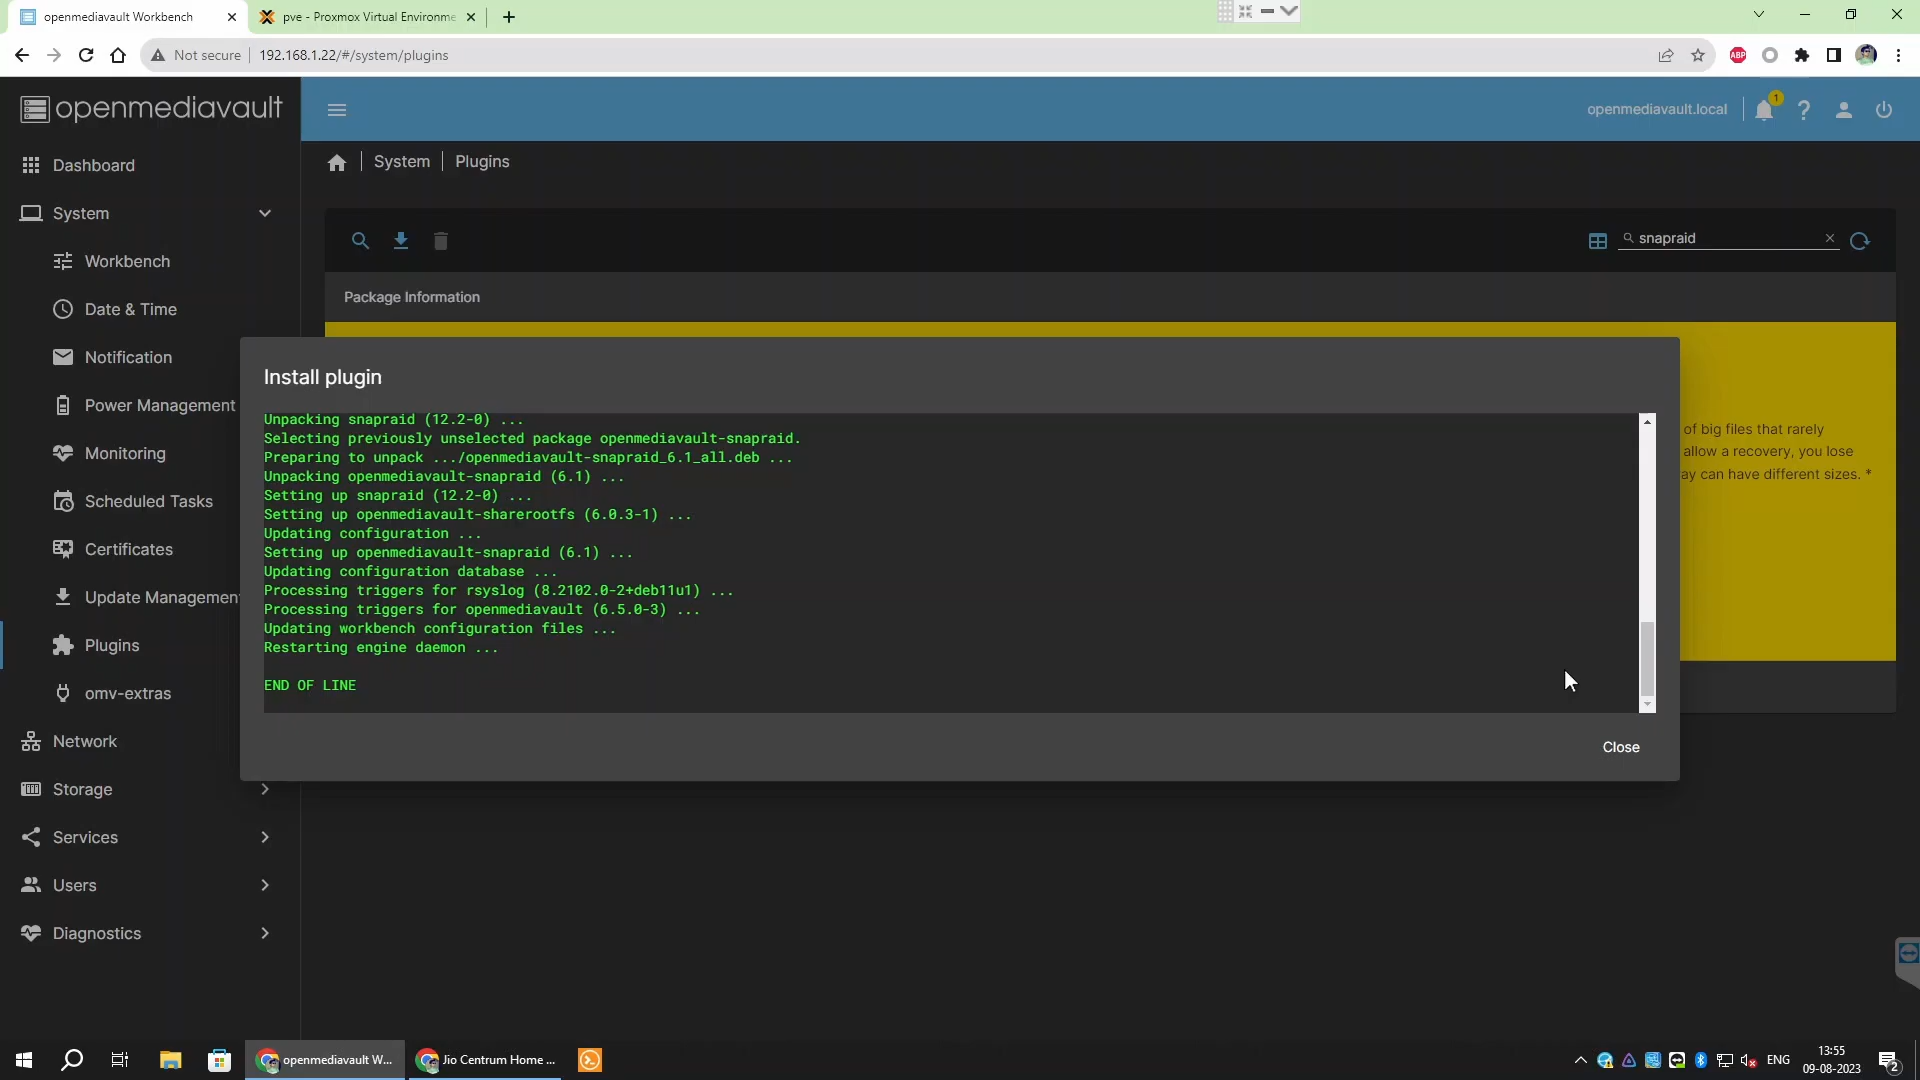 openmediavault Workbench
pve - Proxmox Virtual Environme
Not secure
192.168.1.22/#/system/plugins
ABP
openmediavault
openmediavault.local
1
Dashboard
System
Workbench
Date & Time
Notification
Power Management
Monitoring
Scheduled Tasks
Certificates
Update Managemen
Plugins
omv-extras
Network
Storage
Services
Users
Diagnostics
System
Plugins
snapraid
Package Information
of big files that rarely
allow a recovery, you lose
ay can have different sizes. *
Install plugin
Unpacking snapraid (12.2-0) ...
Selecting previously unselected package openmediavault-snapraid.
Preparing to unpack .../openmediavault-snapraid_6.1_all.deb ...
Unpacking openmediavault-snapraid (6.1) ...
Setting up snapraid (12.2-0) ...
Setting up openmediavault-sharerootfs (6.0.3-1) ...
Updating configuration ...
Setting up openmediavault-snapraid (6.1) ...
Updating configuration database ...
Processing triggers for rsyslog (8.2102.0-2+deb11u1) ...
Processing triggers for openmediavault (6.5.0-3) ...
Updating workbench configuration files ...
Restarting engine daemon ...
END OF LINE
Close
openmediavault W...
Jio Centrum Home ...
ENG
13:55
09-08-2023
2